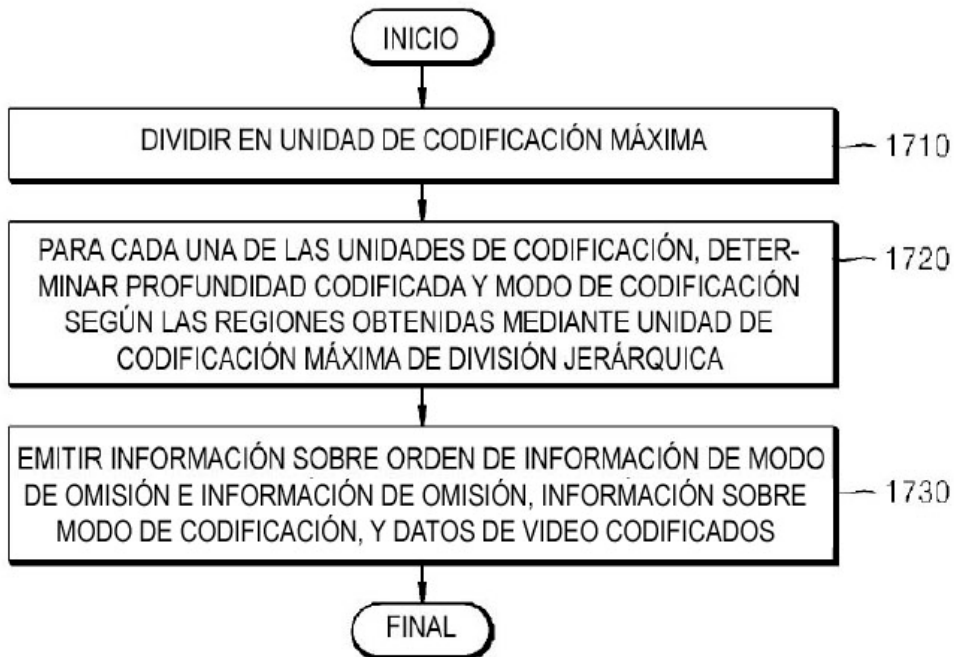 INICIO
DIVIDIR EN UNIDAD DE CODIFICACIÓN MÁXIMA
1710
PARA CADA UNA DE LAS UNIDADES DE CODIFICACIÓN, DETER-
MINAR PROFUNDIDAD CODIFICADA Y MODO DE CODIFICACIÓN
SEGÚN LAS REGIONES OBTENIDAS MEDIANTE UNIDAD DE
CODIFICACIÓN MÁXIMA DE DIVISIÓN JERÁRQUICA
1720
EMITIR INFORMACIÓN SOBRE ORDEN DE INFORMACIÓN DE MODO
DE OMISIÓN E INFORMACIÓN DE OMISIÓN, INFORMACIÓN SOBRE
MODO DE CODIFICACIÓN, Y DATOS DE VIDEO CODIFICADOS
1730
FINAL